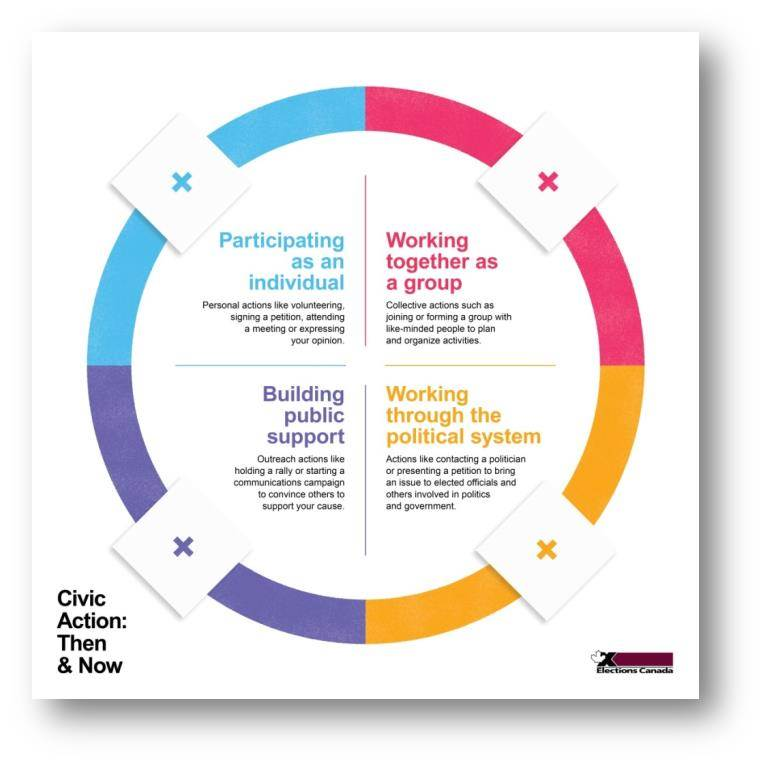 Participating
as an
individual
Personal actions like volunteering,
signing a petition, attending
a meeting or expressing
your opinion.
Working
together as
a group
Collective actions such as
joining or forming a group with
like-minded people to plan
and organize activities.
Building
public
support
Outreach actions like
holding a rally or starting a
communications campaign
to convince others to
support your cause.
Working
through the
political system
Actions like contacting a politician
or presenting a petition to bring
an issue to elected officials and
others involved in politics
and government.
Civic
Action:
Then
& Now
Elections Canada